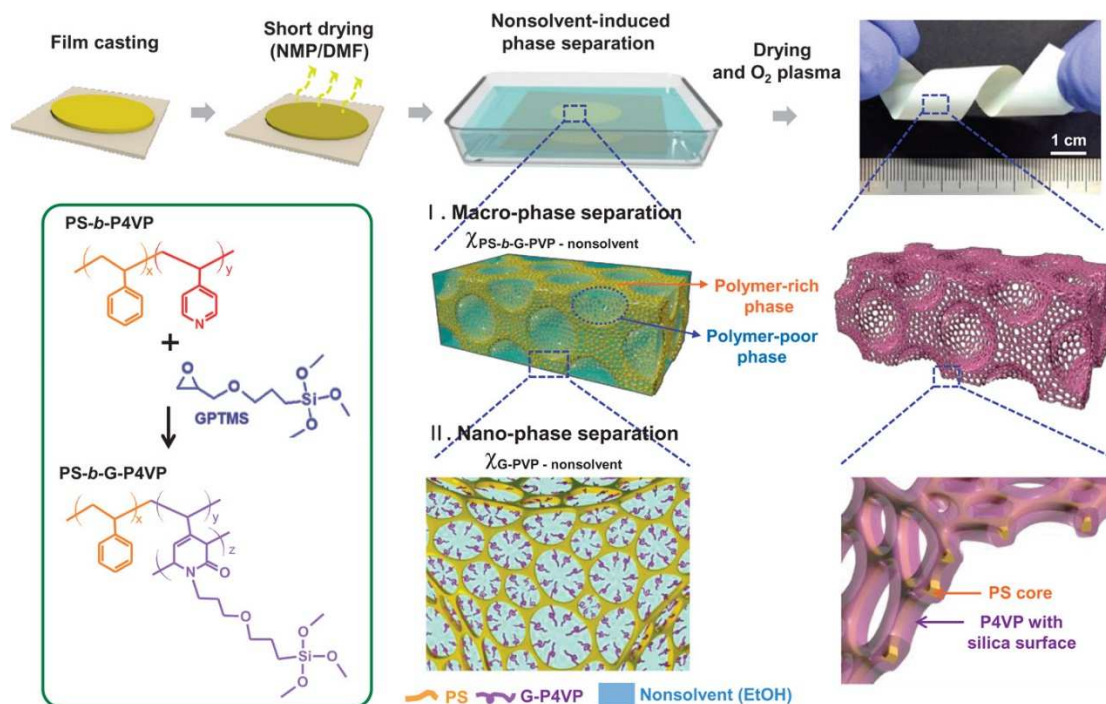 Film casting
Short drying
(NMP/DMF)
Nonsolvent-induced
phase separation
Drying
and O₂ plasma
1 cm
PS-b-P4VP
x
y
N
+
O
O
Si
O
O
O
GPTMS
PS-b-G-P4VP
x
y
z
N
O
O
O
Si
O
O
I. Macro-phase separation
χPS-b-G-PVP - nonsolvent
Polymer-rich
phase
Polymer-poor
phase
II. Nano-phase separation
χG-PVP - nonsolvent
PS core
P4VP with
silica surface
PS
G-P4VP
Nonsolvent (EtOH)